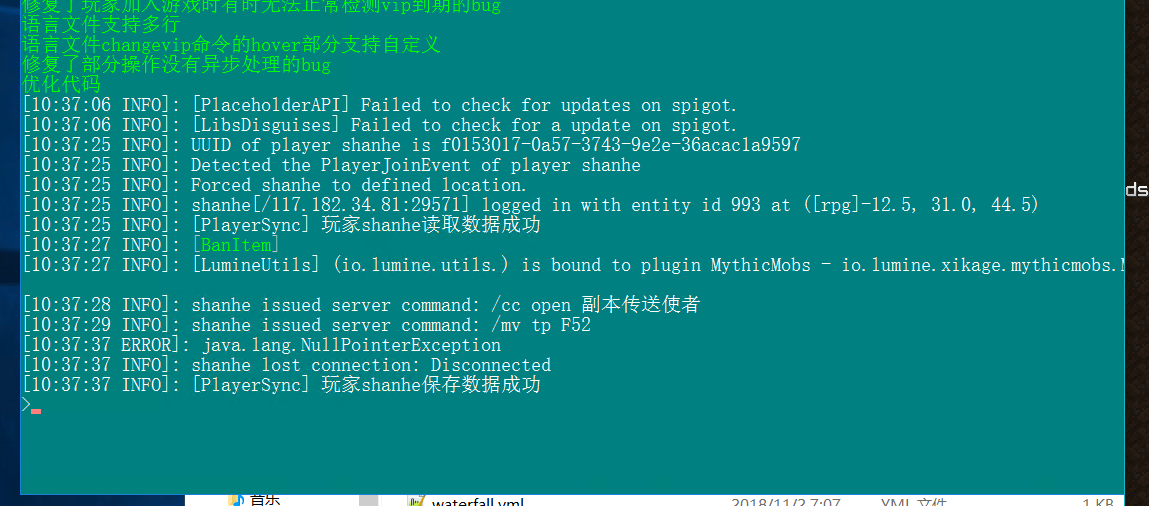 修复了玩家加入游戏时有时无法正常检测vip到期的bug
语言文件支持多行
语言文件changevip命令的hover部分支持自定义
修复了部分操作没有异步处理的bug
优化代码
[10:37:06 INFO]: [PlaceholderAPI] Failed to check for updates on spigot.
[10:37:06 INFO]: [LibsDisguises] Failed to check for a update on spigot.
[10:37:25 INFO]: UUID of player shanhe is f0153017-0a57-3743-9e2e-36acac1a9597
[10:37:25 INFO]: Detected the PlayerJoinEvent of player shanhe
[10:37:25 INFO]: Forced shanhe to defined location.
[10:37:25 INFO]: shanhe[/117.182.34.81:29571] logged in with entity id 993 at ([rpg]-12.5, 31.0, 44.5)
[10:37:25 INFO]: [PlayerSync] 玩家shanhe读取数据成功
[10:37:27 INFO]: [BanItem]
[10:37:27 INFO]: [LumineUtils] (io.lumine.utils.) is bound to plugin MythicMobs - io.lumine.xikage.mythicmobs.M
[10:37:28 INFO]: shanhe issued server command: /cc open 副本传送使者
[10:37:29 INFO]: shanhe issued server command: /mv tp F52
[10:37:37 ERROR]: java.lang.NullPointerException
[10:37:37 INFO]: shanhe lost connection: Disconnected
[10:37:37 INFO]: [PlayerSync] 玩家shanhe保存数据成功
>
ds
音乐 waterfall.yml 2018/11/2 7:07 YML 文件 1 KB